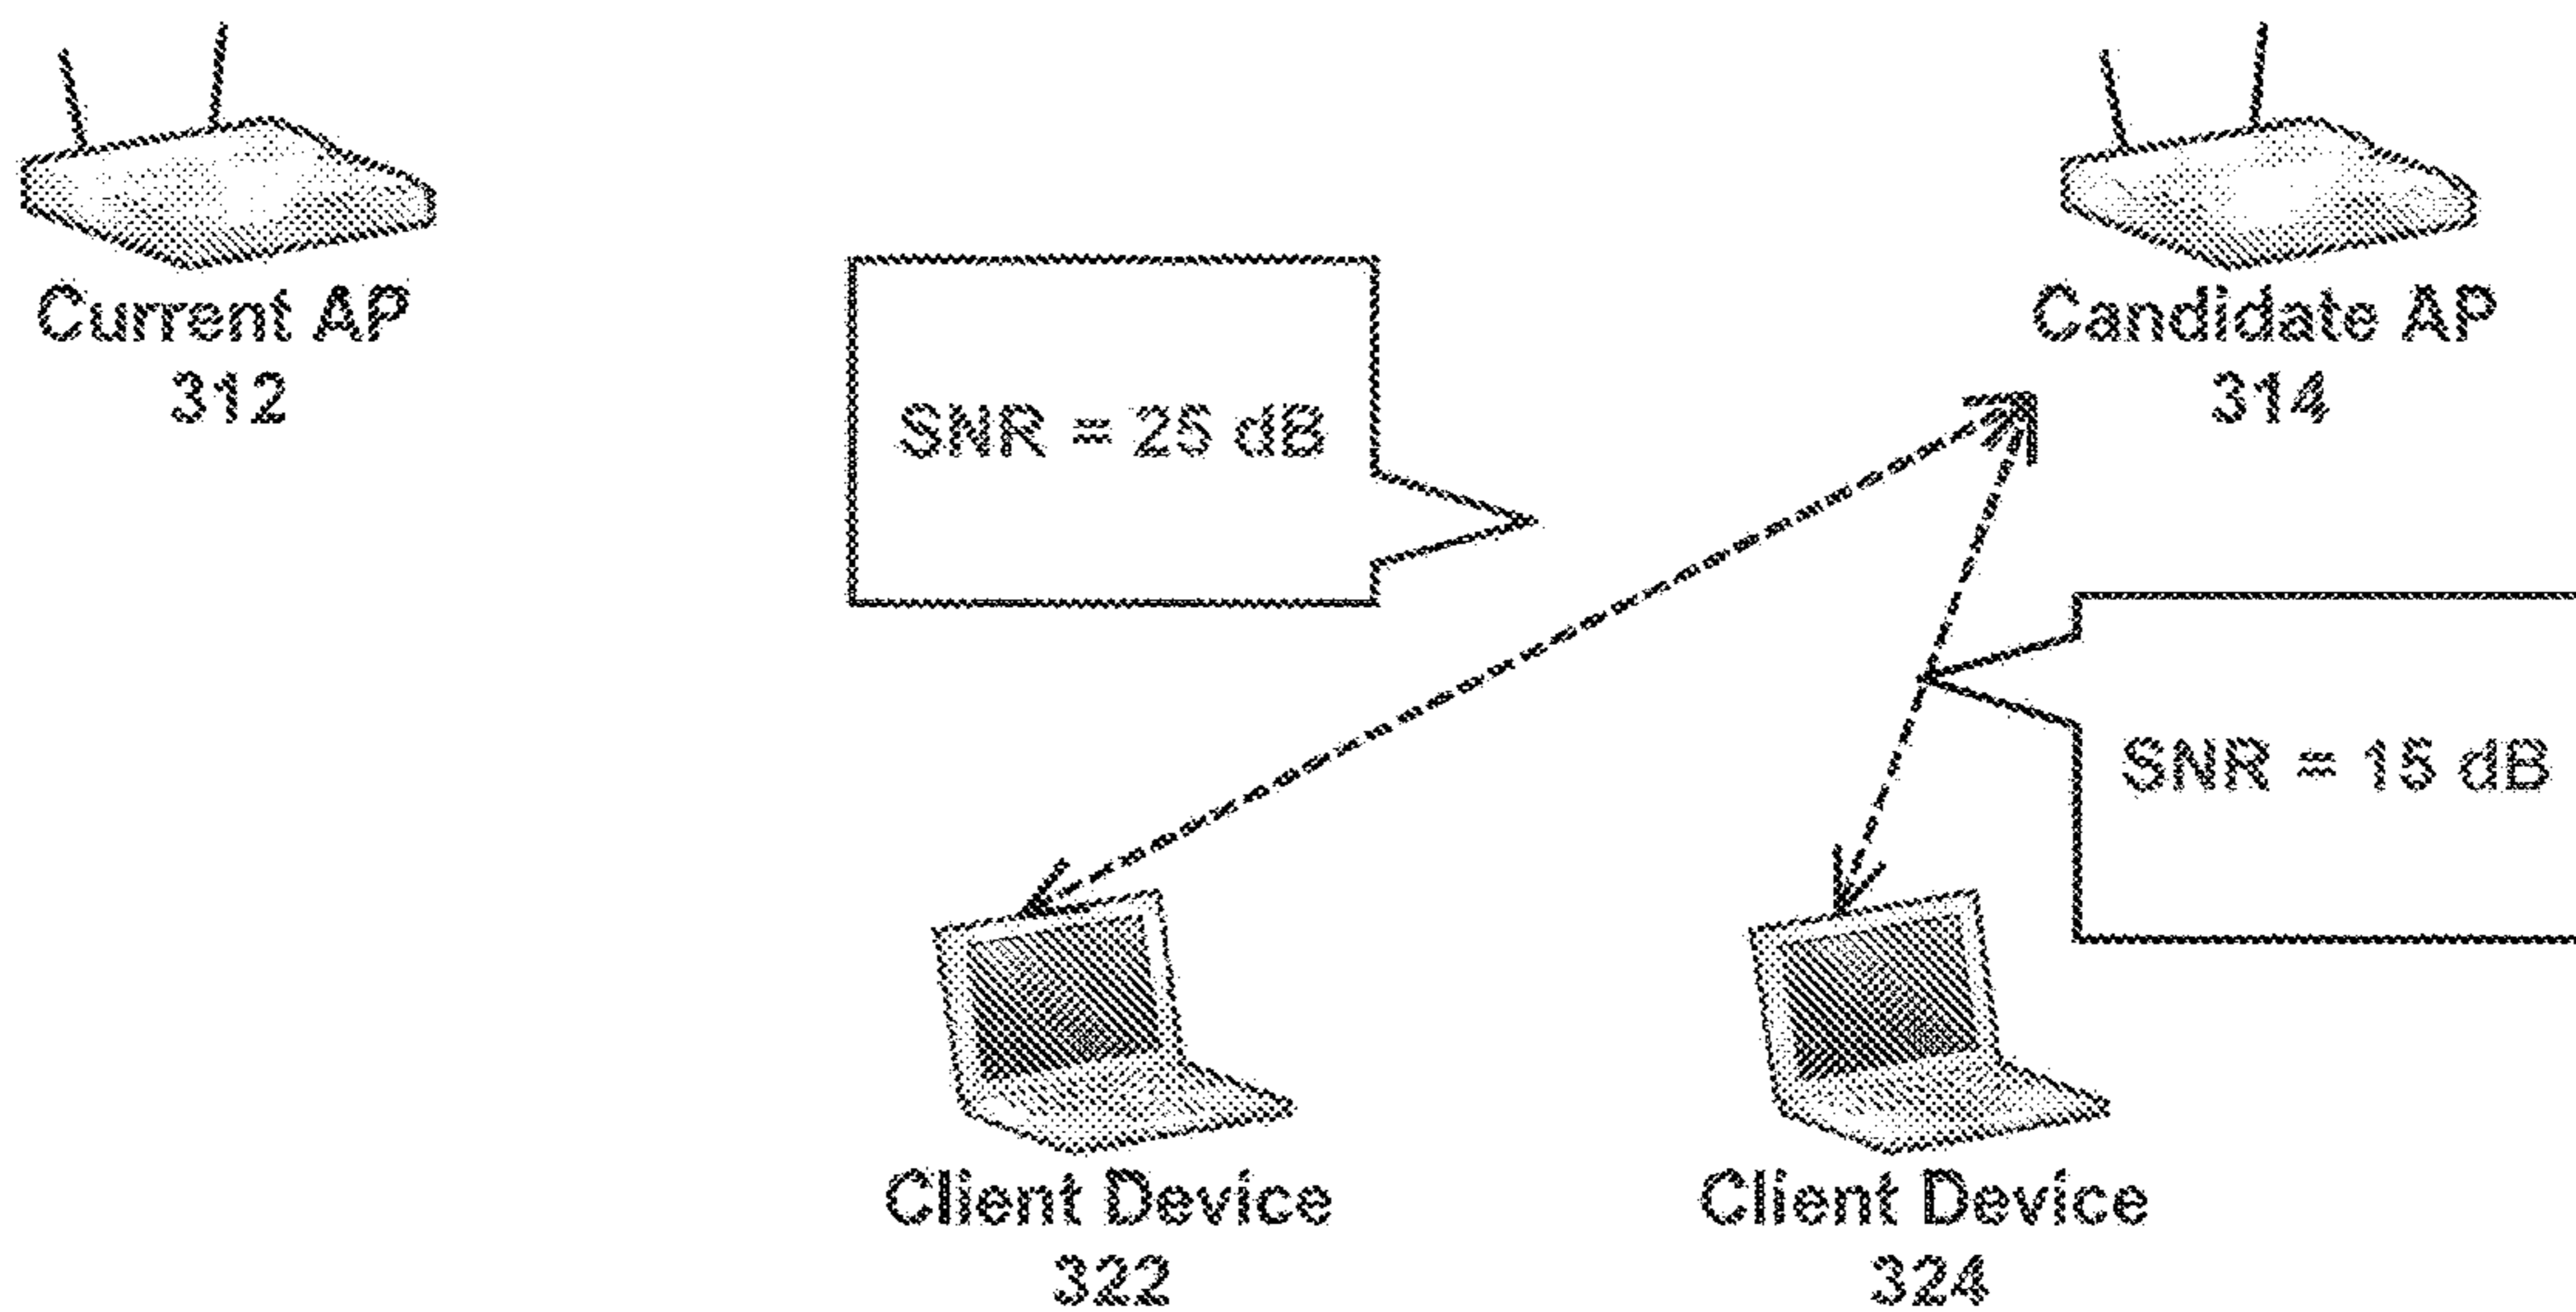 Current AP
312
Candidate AP
314
SNR = 25 dB
SNR = 15 dB
Client Device
322
Client Device
324